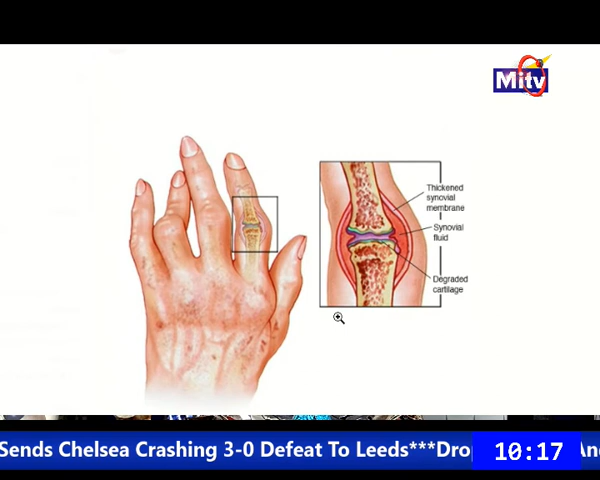 Mitv
Thickened
synovial
membrane
Synovial
fluid
Degraded
cartilage
Sends Chelsea Crashing 3-0 Defeat To Leeds***Dro
10:17